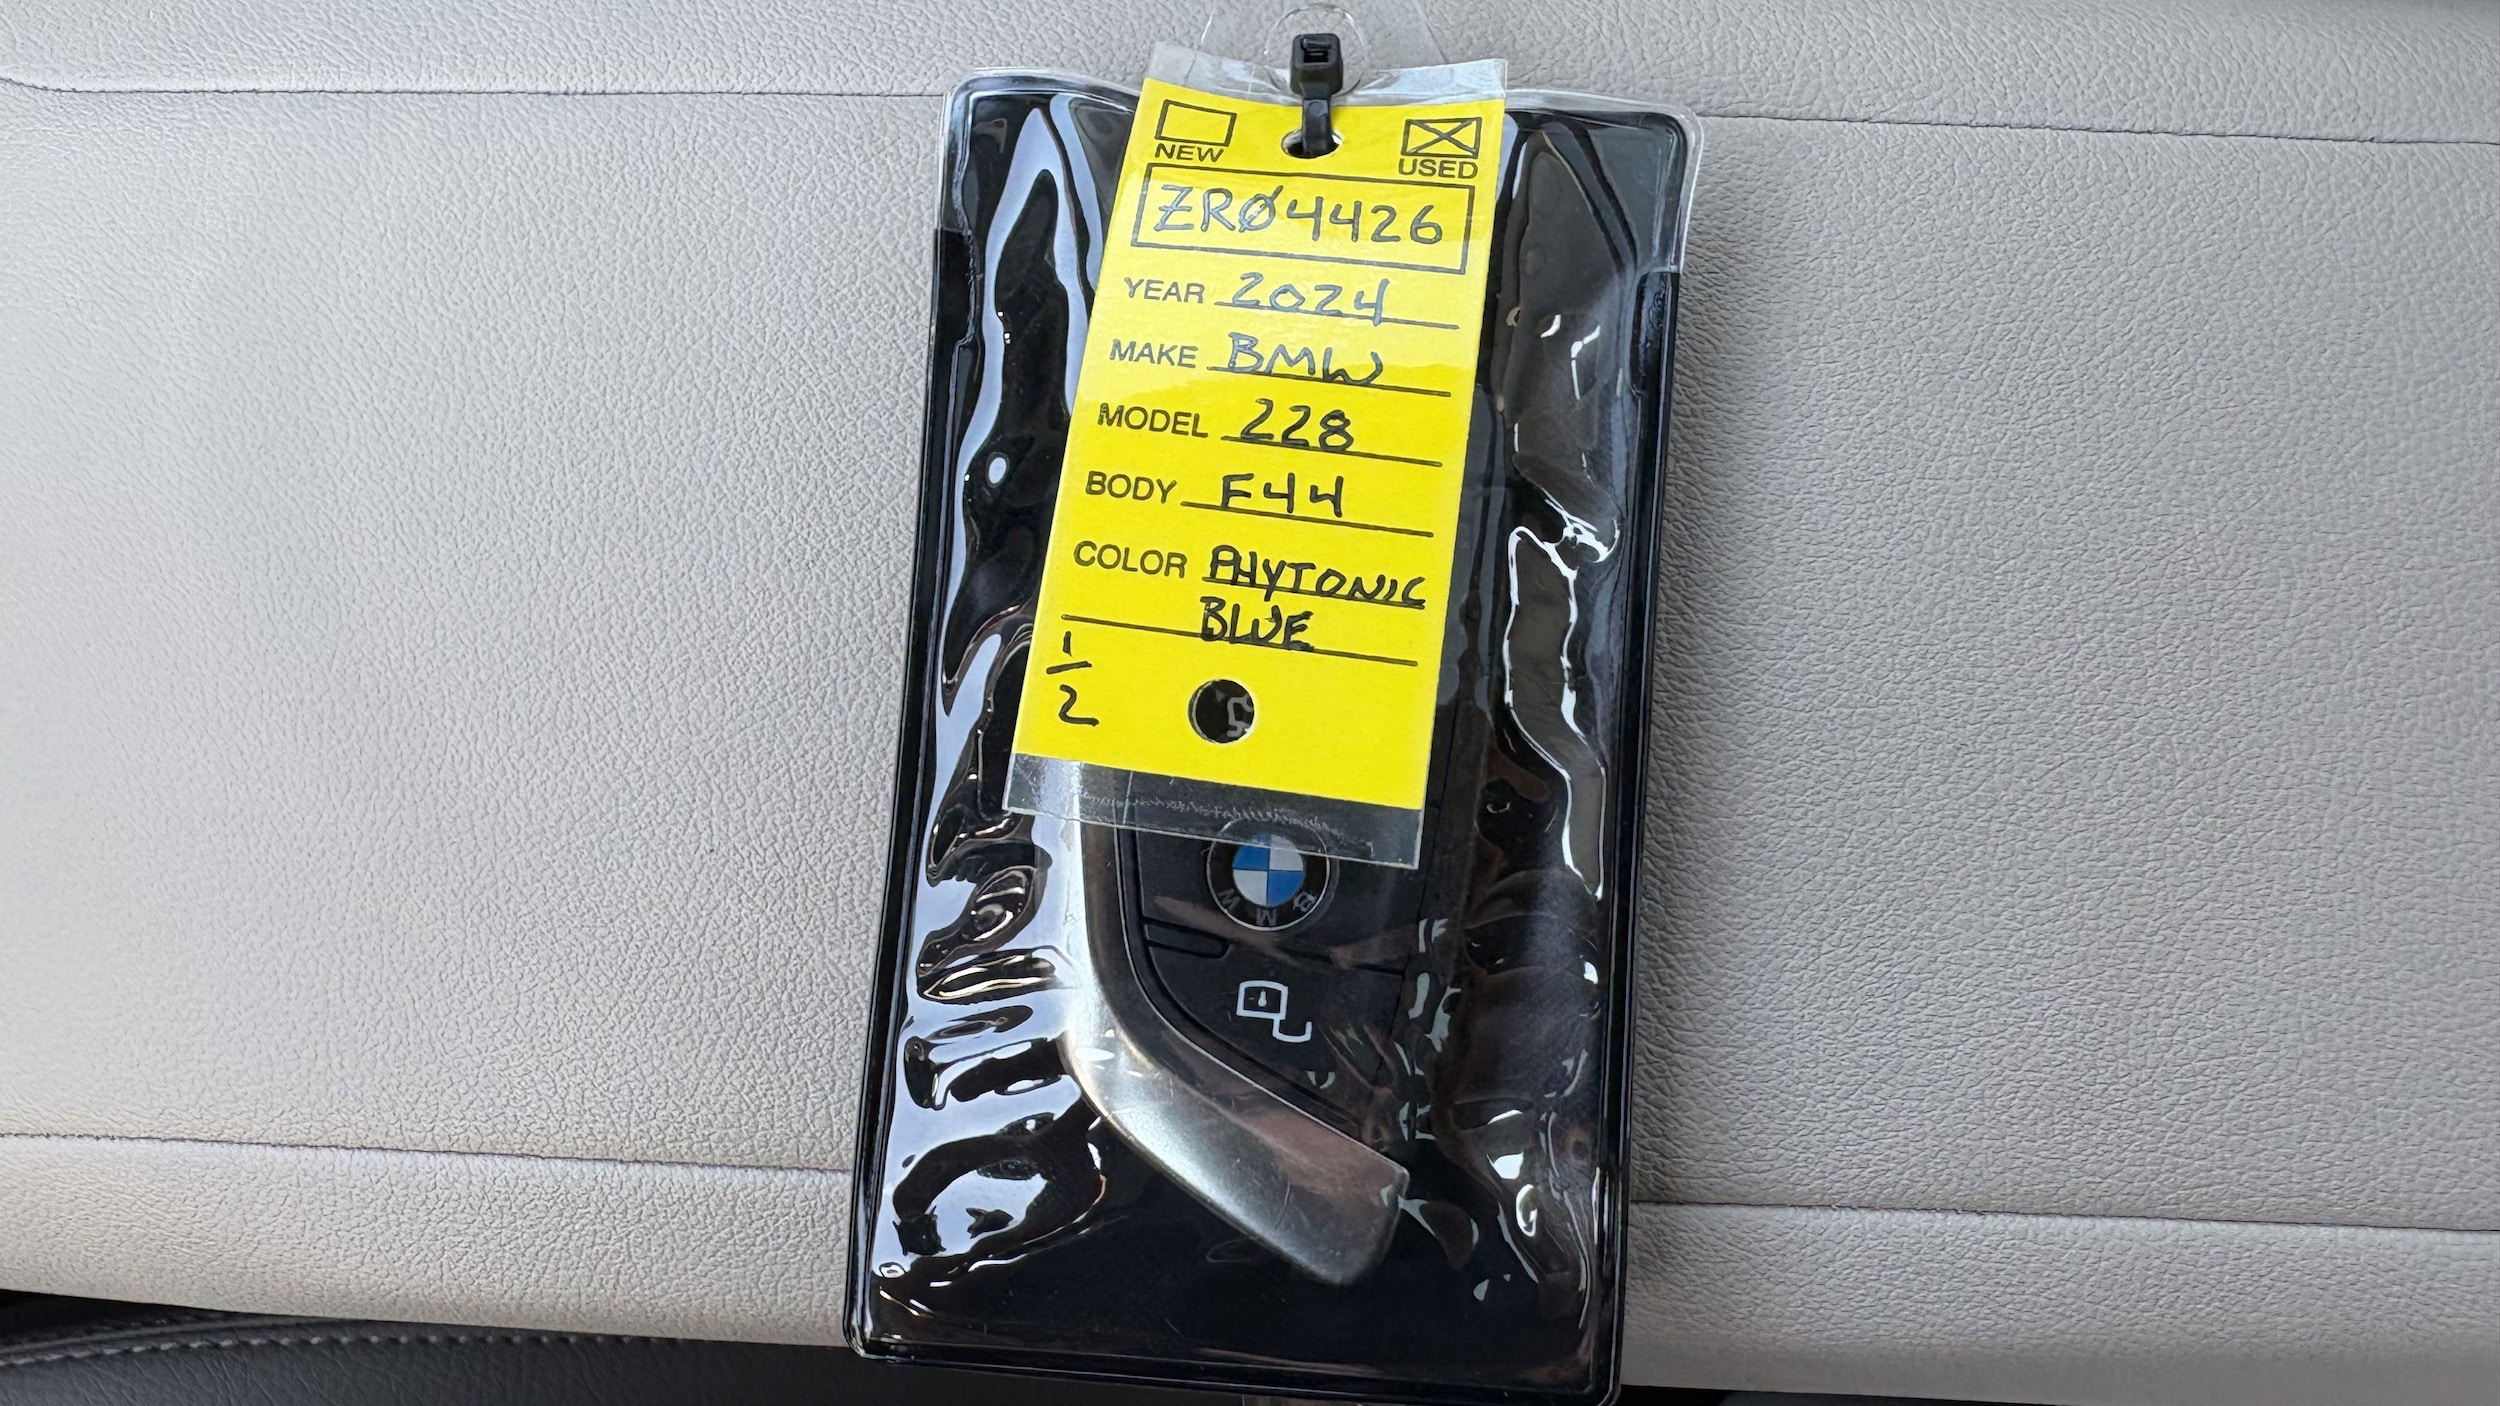 NEW USED
ZRØ4426
YEAR 2024
MAKE BMW
MODEL 228
BODY F44
COLOR PHYTONIC
BLUE
1
2
BMW